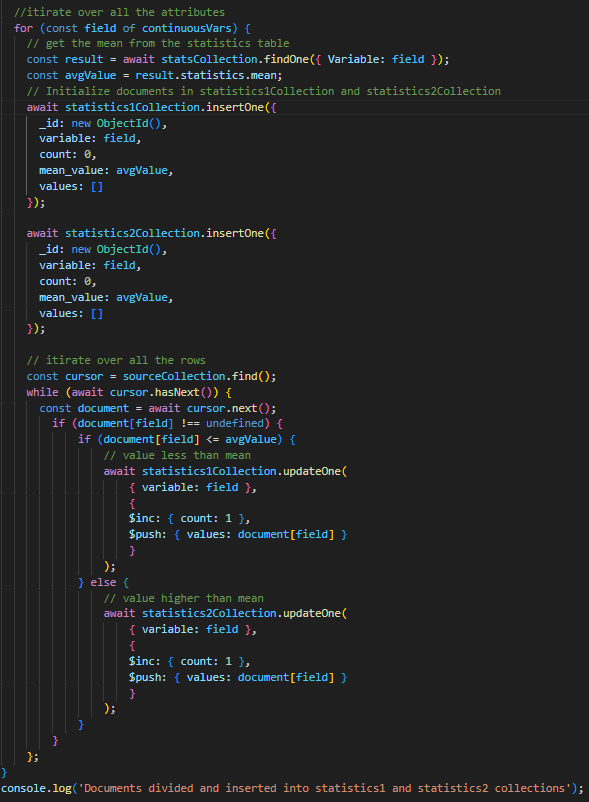 //itirate over all the attributes
for (const field of continuousVars) {
// get the mean from the statistics table
const result = await statsCollection.findOne({ Variable: field });
const avgValue = result.statistics.mean;
// Initialize documents in statistics1Collection and statistics2Collection
await statistics1Collection.insertOne({
_id: new ObjectId(),
variable: field,
count: 0,
mean_value: avgValue,
values: []
});
await statistics2Collection.insertOne({
_id: new ObjectId(),
variable: field,
count: 0,
mean_value: avgValue,
values: []
});
// itirate over all the rows
const cursor = sourceCollection.find();
while (await cursor.hasNext()) {
const document = await cursor.next();
if (document[field] !== undefined) {
if (document[field] <= avgValue) {
// value less than mean
await statistics1Collection.updateOne(
{ variable: field },
{
$inc: { count: 1 },
$push: { values: document[field] }
}
);
} else {
// value higher than mean
await statistics2Collection.updateOne(
{ variable: field },
{
$inc: { count: 1 },
$push: { values: document[field] }
}
);
}
}
};
}
console.log('Documents divided and inserted into statistics1 and statistics2 collections');